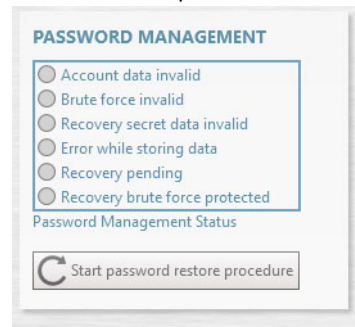 PASSWORD MANAGEMENT
Account data invalid
Brute force invalid
Recovery secret data invalid
Error while storing data
Recovery pending
Recovery brute force protected
Password Management Status
Start password restore procedure